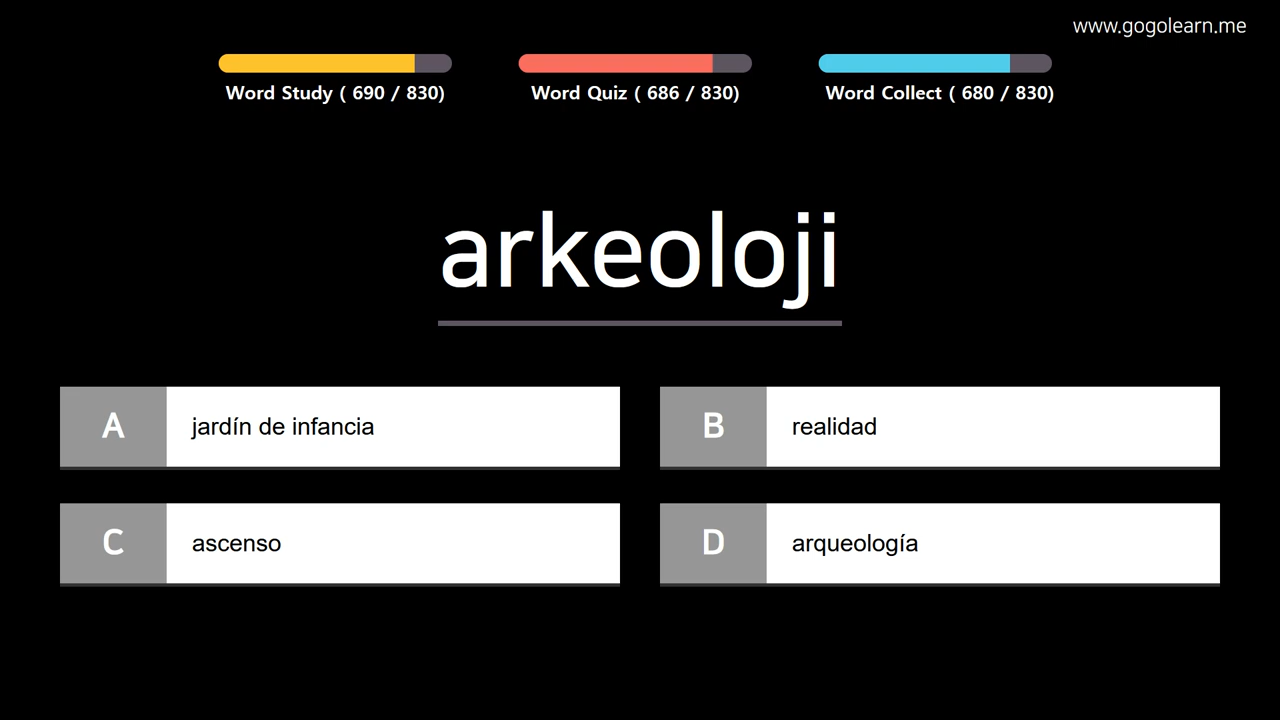 www.gogolearn.me
Word Study ( 690 / 830)
Word Quiz ( 686 / 830)
Word Collect ( 680 / 830)
arkeoloji
A
jardín de infancia
B
realidad
C
ascenso
D
arqueología